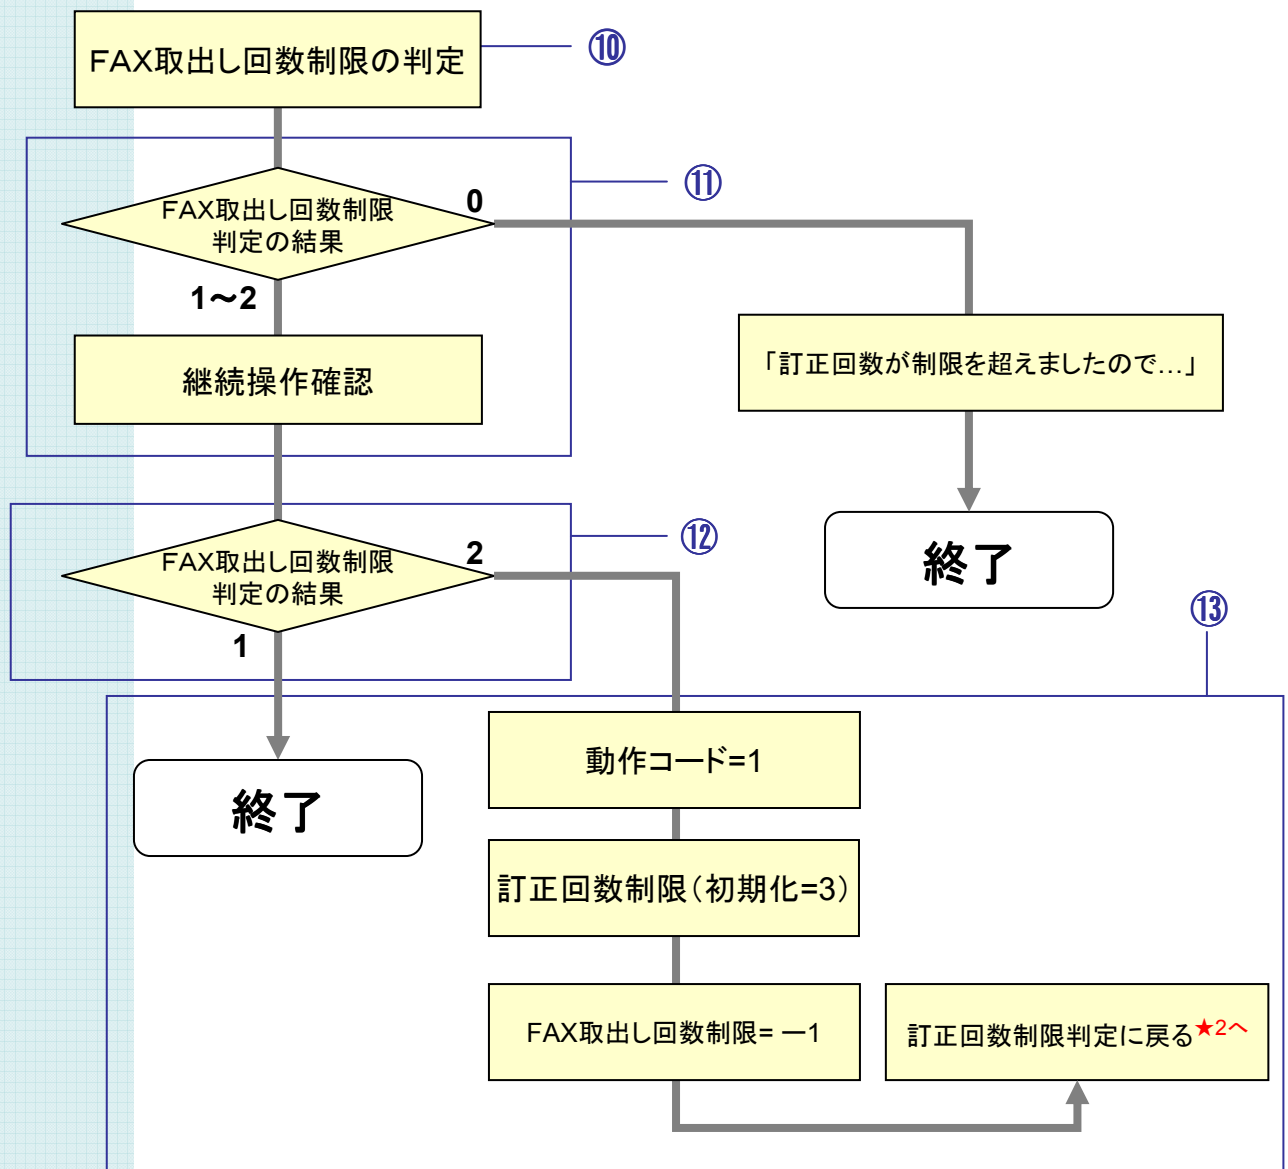 FAX取出し回数制限の判定
⑩
FAX取出し回数制限
判定の結果
0
⑪
1～2
継続操作確認
「訂正回数が制限を超えましたので…」
終了
FAX取出し回数制限
判定の結果
2
⑫
1
終了
⑬
動作コード=1
訂正回数制限（初期化=3）
FAX取出し回数制限= ー1
訂正回数制限判定に戻る★2へ